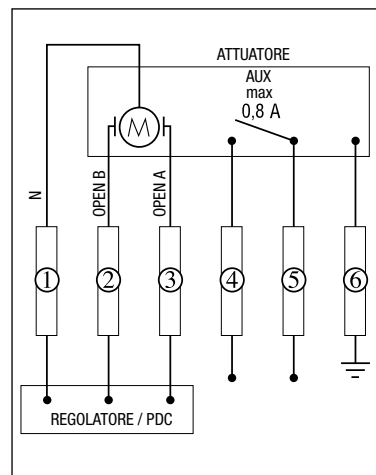 ATTUATORE
AUX
max
0,8 A
M
N
OPEN B
OPEN A
1 2 3 4 5 6
REGOLATORE / PDC